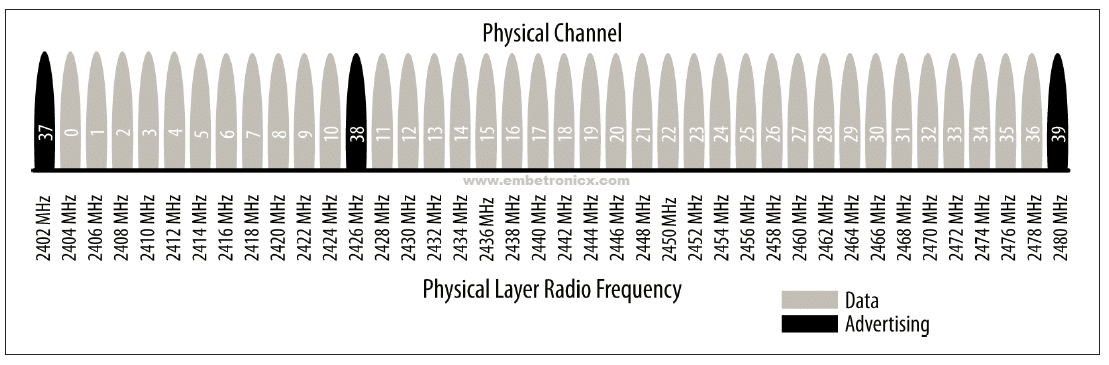 Physical Channel
37 0 1 2 3 4 5 6 7 8 9 10 38 11 12 13 14 15 16 17 18 19 20 21 22 23 24 25 26 27 28 29 30 31 32 33 34 35 36 39
www.embetronicx.com
2402 MHz 2404 MHz 2406 MHz 2408 MHz 2410 MHz 2412 MHz 2414 MHz 2416 MHz 2418 MHz 2420 MHz 2422 MHz 2424 MHz 2426 MHz 2428 MHz 2430 MHz 2432 MHz 2434 MHz 2436 MHz 2438 MHz 2440 MHz 2442 MHz 2444 MHz 2446 MHz 2448 MHz 2450 MHz 2452 MHz 2454 MHz 2456 MHz 2458 MHz 2460 MHz 2462 MHz 2464 MHz 2466 MHz 2468 MHz 2470 MHz 2472 MHz 2474 MHz 2476 MHz 2478 MHz 2480 MHz
Physical Layer Radio Frequency
Data
Advertising